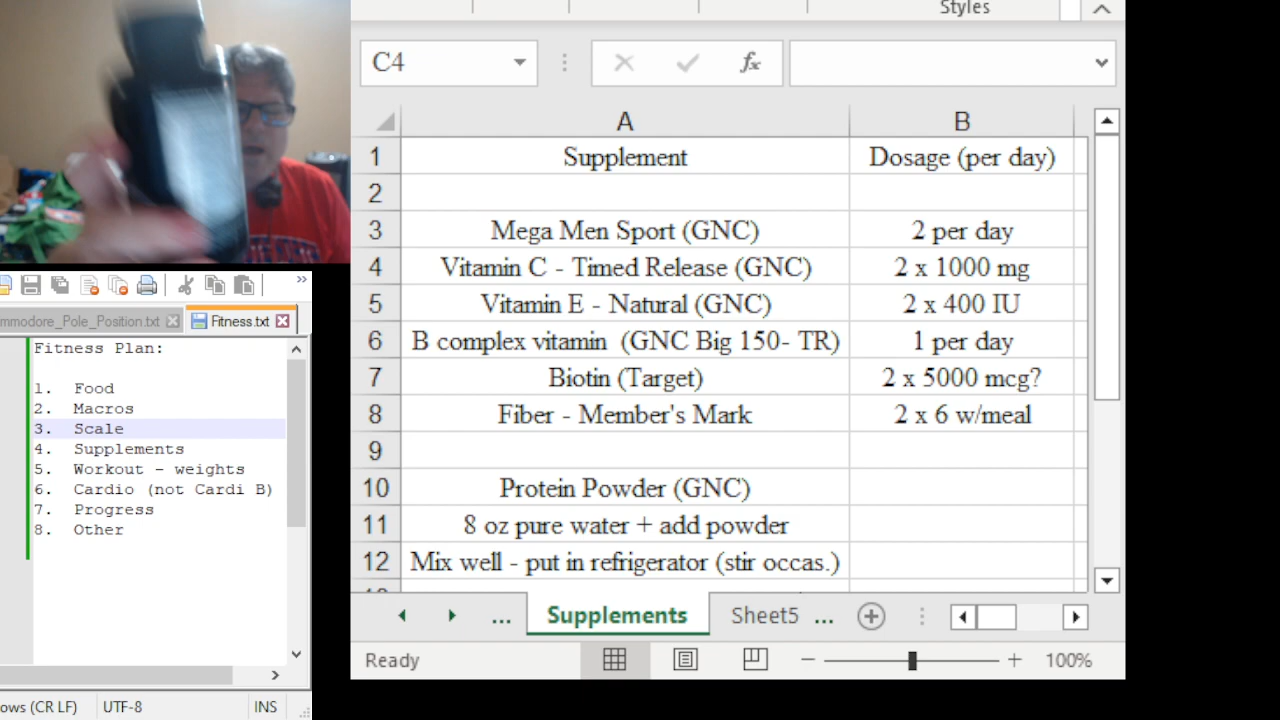 Styles
C4
fx
A B
1 Supplement Dosage (per day)
2
3 Mega Men Sport (GNC) 2 per day
4 Vitamin C - Timed Release (GNC) 2 x 1000 mg
5 Vitamin E - Natural (GNC) 2 x 400 IU
6 B complex vitamin (GNC Big 150- TR) 1 per day
7 Biotin (Target) 2 x 5000 mcg?
8 Fiber - Member's Mark 2 x 6 w/meal
9
10 Protein Powder (GNC)
11 8 oz pure water + add powder
12 Mix well - put in refrigerator (stir occas.)
... Supplements Sheet5 ...
Ready 100%
mmodore_Pole_Position.txt Fitness.txt
Fitness Plan:
1. Food
2. Macros
3. Scale
4. Supplements
5. Workout - weights
6. Cardio (not Cardi B)
7. Progress
8. Other
ows (CR LF) UTF-8 INS